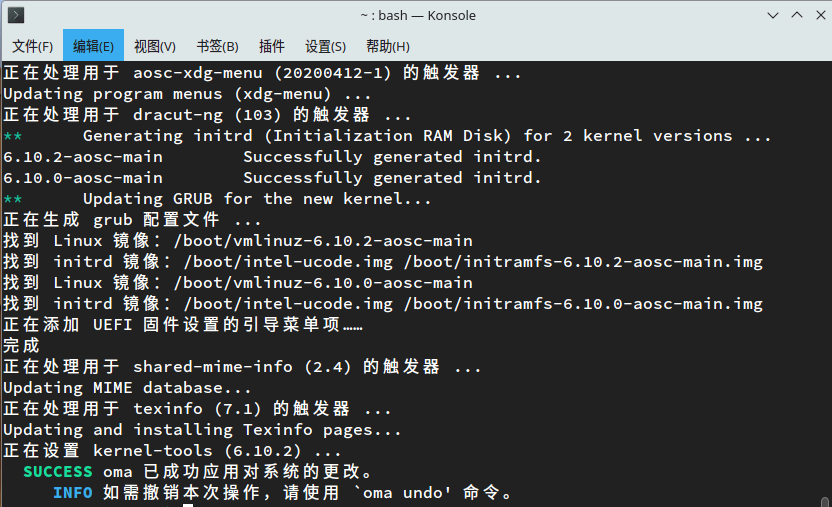 ~ : bash — Konsole
文件(F) 编辑(E) 视图(V) 书签(B) 插件 设置(S) 帮助(H)
正在处理用于 aosc-xdg-menu (20200412-1) 的触发器 ...
Updating program menus (xdg-menu) ...
正在处理用于 dracut-ng (103) 的触发器 ...
** Generating initrd (Initialization RAM Disk) for 2 kernel versions ...
6.10.2-aosc-main Successfully generated initrd.
6.10.0-aosc-main Successfully generated initrd.
** Updating GRUB for the new kernel...
正在生成 grub 配置文件 ...
找到 Linux 镜像：/boot/vmlinuz-6.10.2-aosc-main
找到 initrd 镜像：/boot/intel-ucode.img /boot/initramfs-6.10.2-aosc-main.img
找到 Linux 镜像：/boot/vmlinuz-6.10.0-aosc-main
找到 initrd 镜像：/boot/intel-ucode.img /boot/initramfs-6.10.0-aosc-main.img
正在添加 UEFI 固件设置的引导菜单项……
完成
正在处理用于 shared-mime-info (2.4) 的触发器 ...
Updating MIME database...
正在处理用于 texinfo (7.1) 的触发器 ...
Updating and installing Texinfo pages...
正在设置 kernel-tools (6.10.2) ...
SUCCESS oma 已成功应用对系统的更改。
INFO 如需撤销本次操作，请使用 `oma undo' 命令。